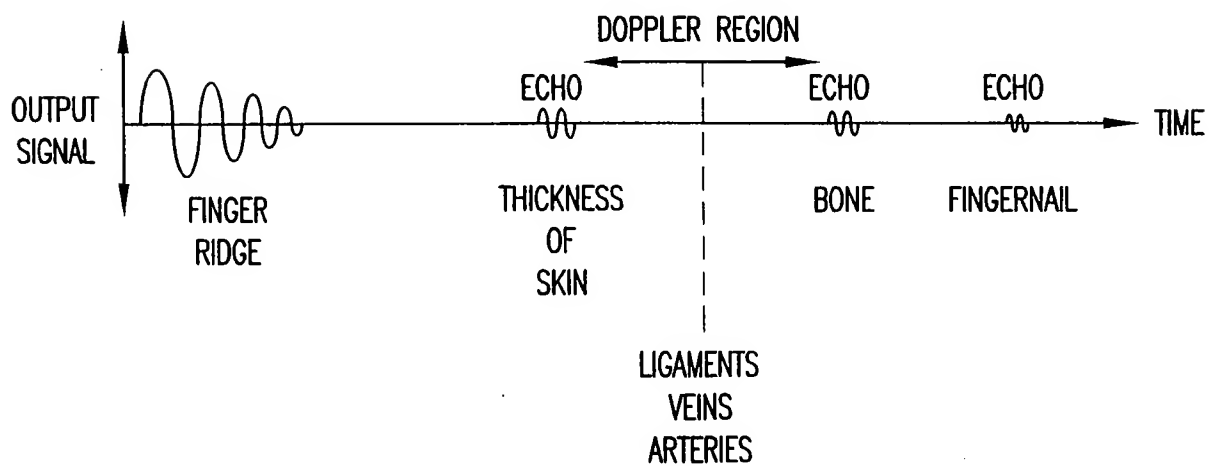 DOPPLER REGION
OUTPUT
SIGNAL
ECHO
ECHO
ECHO
TIME
FINGER
RIDGE
THICKNESS
OF
SKIN
BONE
FINGERNAIL
LIGAMENTS
VEINS
ARTERIES